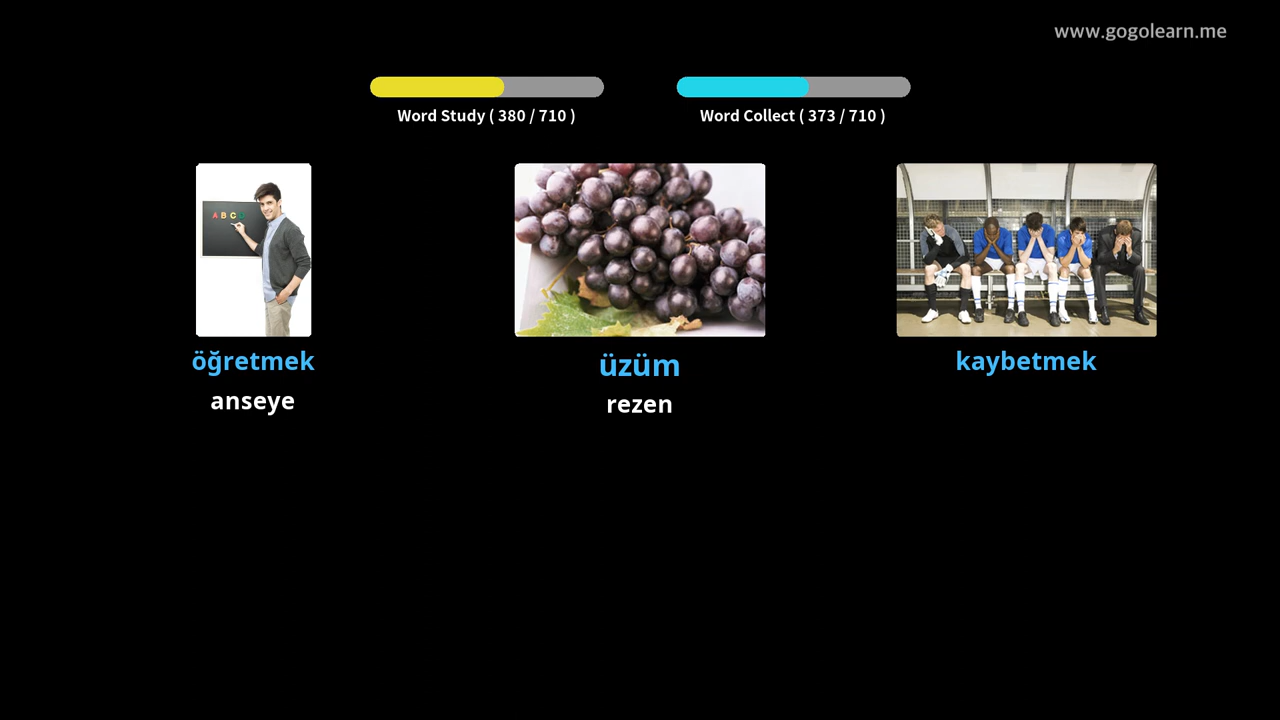 www.gogolearn.me
Word Study ( 380 / 710 )
Word Collect ( 373 / 710 )
A B C D
öğretmek
anseye
üzüm
rezen
kaybetmek